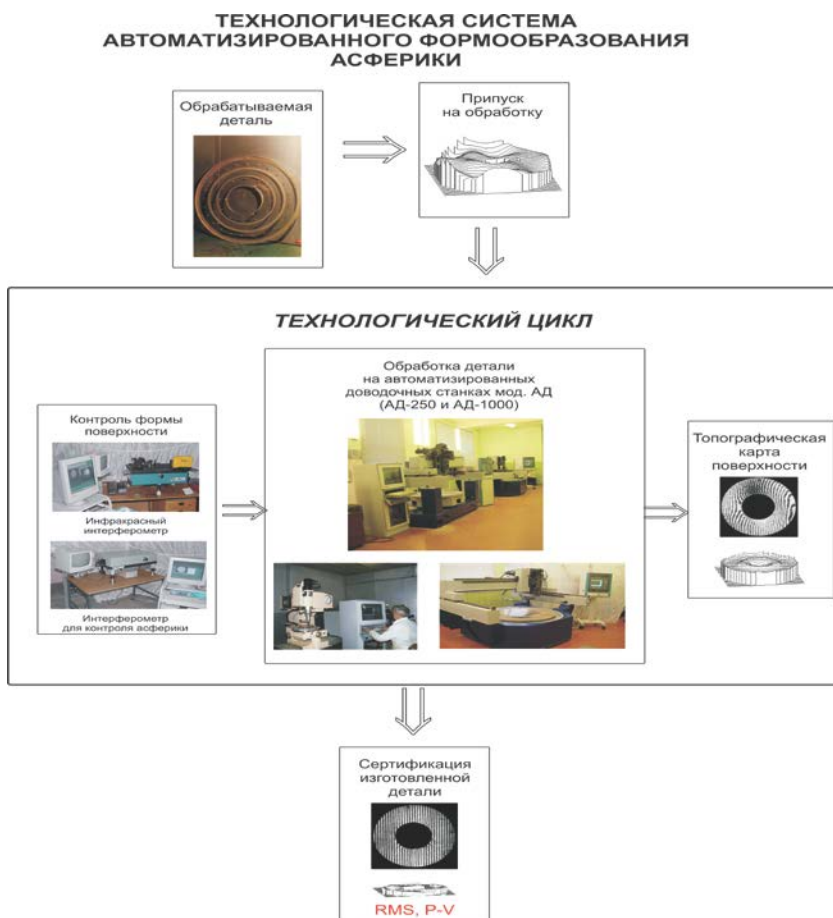 ТЕХНОЛОГИЧЕСКАЯ СИСТЕМА
АВТОМАТИЗИРОВАННОГО ФОРМООБРАЗОВАНИЯ
АСФЕРИКИ
Обрабатываемая
деталь
Припуск
на обработку
ТЕХНОЛОГИЧЕСКИЙ ЦИКЛ
Контроль формы
поверхности
Инфракрасный
интерферометр
Интерферометр
для контроля асферики
Обработка детали
на автоматизированных
доводочных станках мод. АД
(АД-250 и АД-1000)
Топографическая
карта
поверхности
Сертификация
изготовленной
детали
RMS, P-V